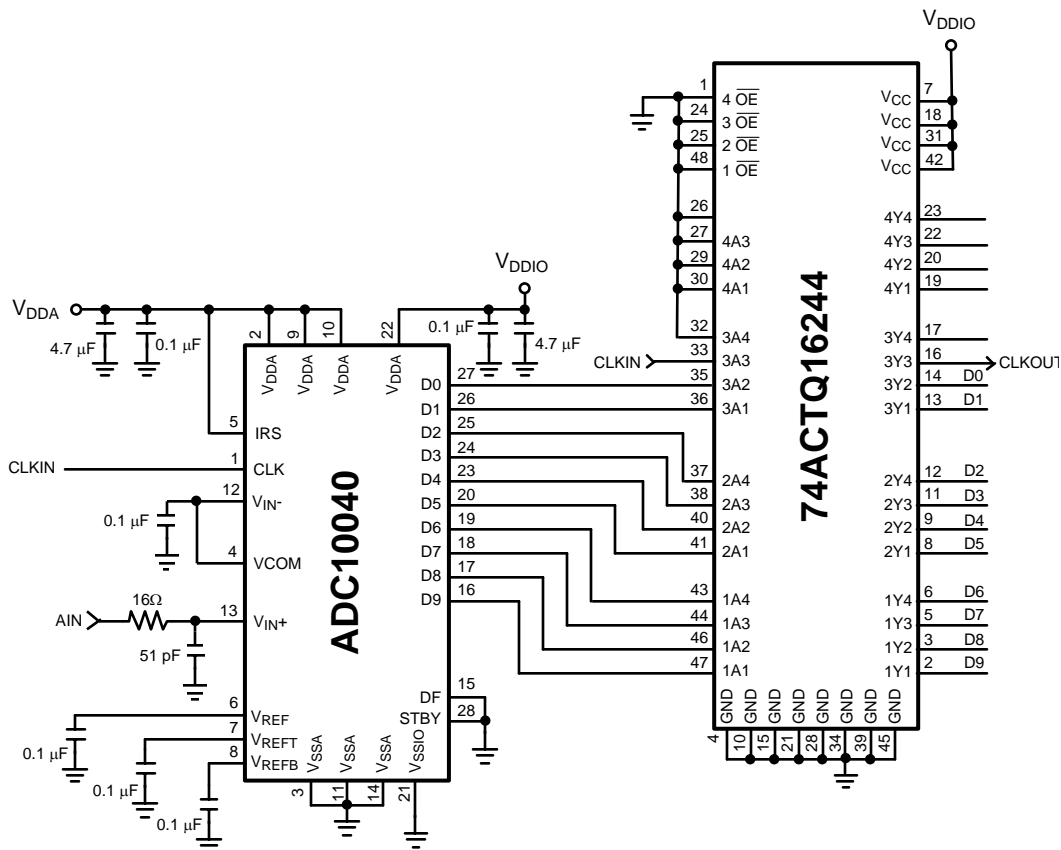 VDDIO
1
4 OE
24
3 OE
25
2 OE
48
1 OE
26
27
4A3
29
4A2
30
4A1
32
3A4
CLKIN
33
3A3
35
3A2
36
3A1
37
2A4
38
2A3
40
2A2
41
2A1
43
1A4
44
1A3
46
1A2
47
1A1
74ACTQ16244
VCC
7
VCC
18
VCC
31
VCC
42
4Y4
23
4Y3
22
4Y2
20
4Y1
19
3Y4
17
3Y3
16
CLKOUT
3Y2
14
D0
3Y1
13
D1
2Y4
12
D2
2Y3
11
D3
2Y2
9
D4
2Y1
8
D5
1Y4
6
D6
1Y3
5
D7
1Y2
3
D8
1Y1
2
D9
GND GND GND GND GND GND GND GND
4 10 15 21 28 34 39 45
VDDIO
VDDA
4.7 µF
0.1 µF
2 9 10 22
VDDA VDDA VDDA VDDA
0.1 µF
4.7 µF
5
IRS
CLKIN
1
CLK
12
VIN-
0.1 µF
4
VCOM
AIN
16Ω
13
VIN+
51 pF
6
VREF
7
VREFT
8
VREFB
0.1 µF
0.1 µF
0.1 µF
ADC10040
D0
27
D1
26
D2
25
D3
24
D4
23
D5
20
D6
19
D7
18
D8
17
D9
16
DF
15
STBY
28
VSSA VSSA VSSA VSSIO
3 11 14 21